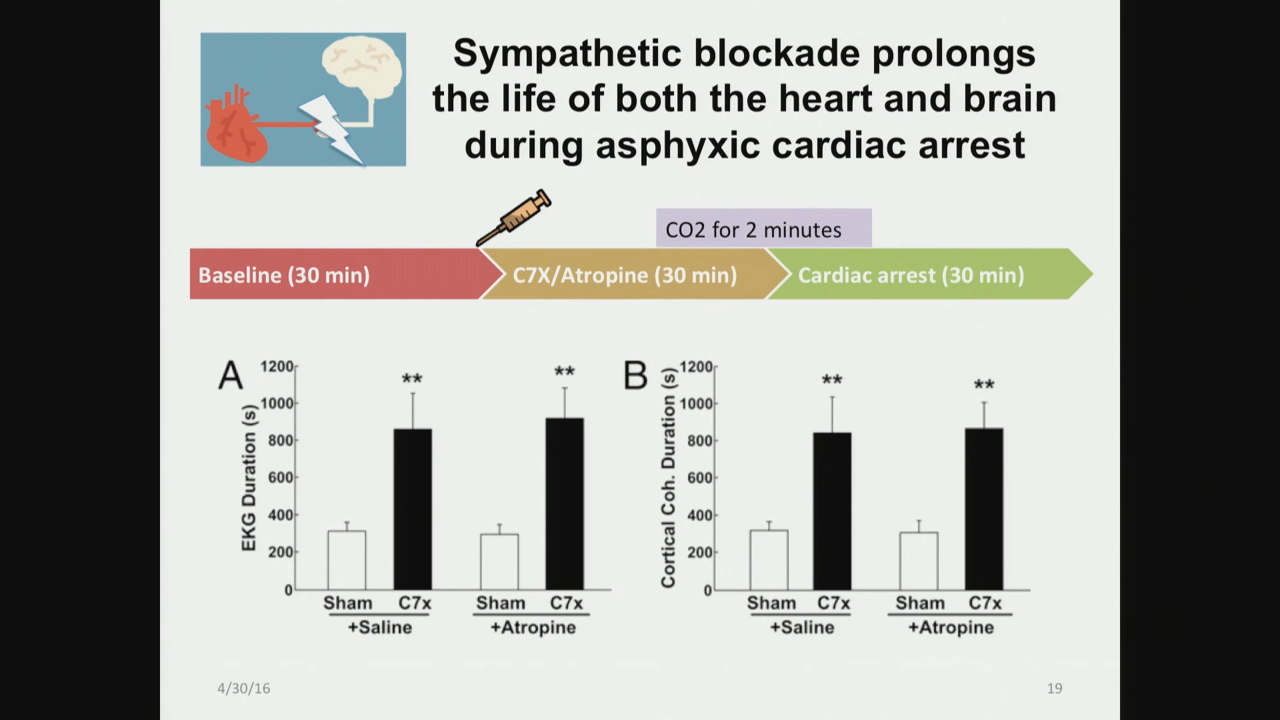 Sympathetic blockade prolongs
the life of both the heart and brain
during asphyxic cardiac arrest
CO2 for 2 minutes
Baseline (30 min)
C7X/Atropine (30 min)
Cardiac arrest (30 min)
A
EKG Duration (s)
1200
1000
800
600
400
200
0
**
**
Sham C7x Sham C7x
+Saline +Atropine
B
Cortical Coh. Duration (s)
1200
1000
800
600
400
200
0
**
**
Sham C7x Sham C7x
+Saline +Atropine
4/30/16
19